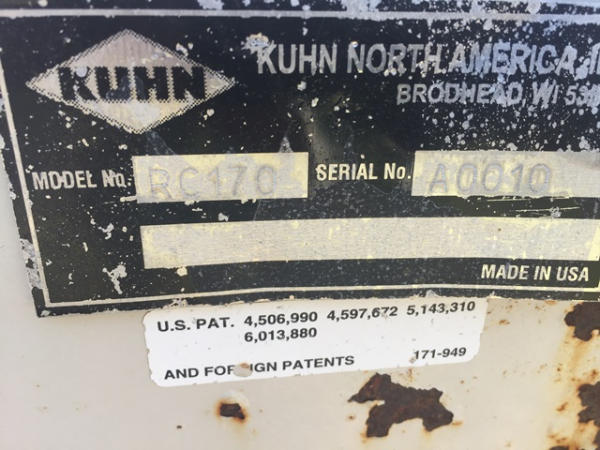 KUHN
KUHN NORTH AMERICA,
BRODHEAD, WI
MODEL No. RC170 SERIAL No. A0010
MADE IN USA
U.S. PAT. 4,506,990 4,597,672 5,143,310
6,013,880
AND FOREIGN PATENTS 171-949